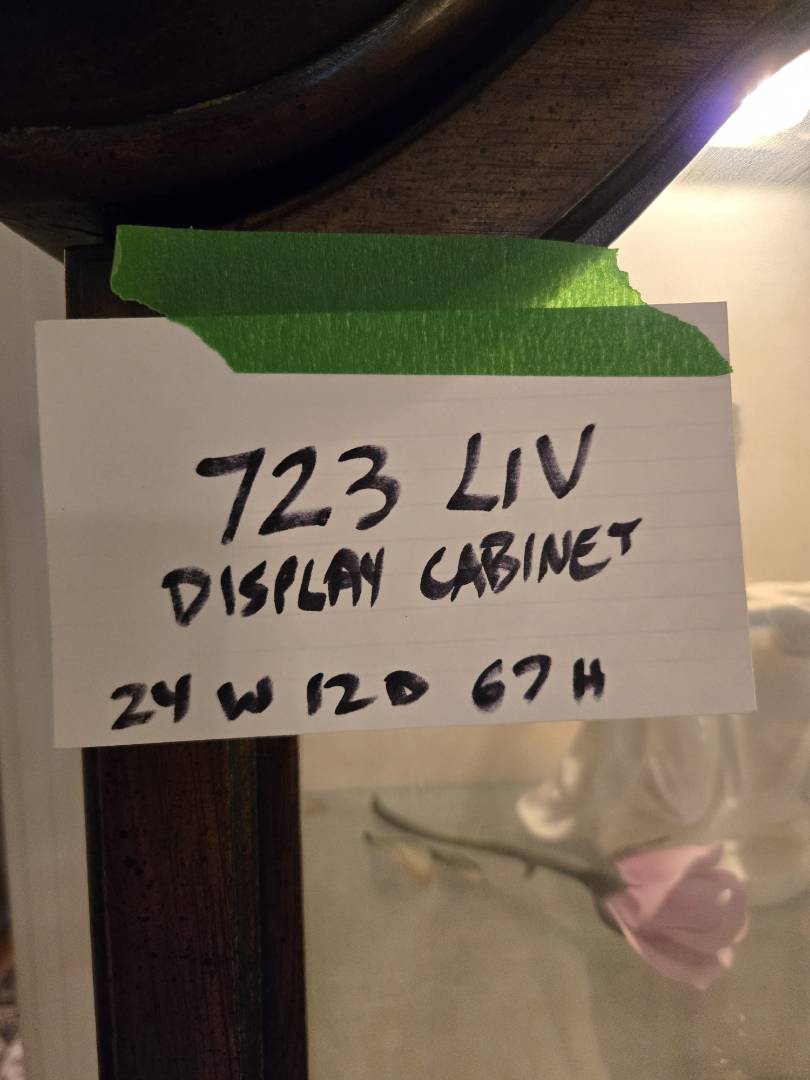 723 LIV
DISPLAY CABINET
24 W 12 D 67 H